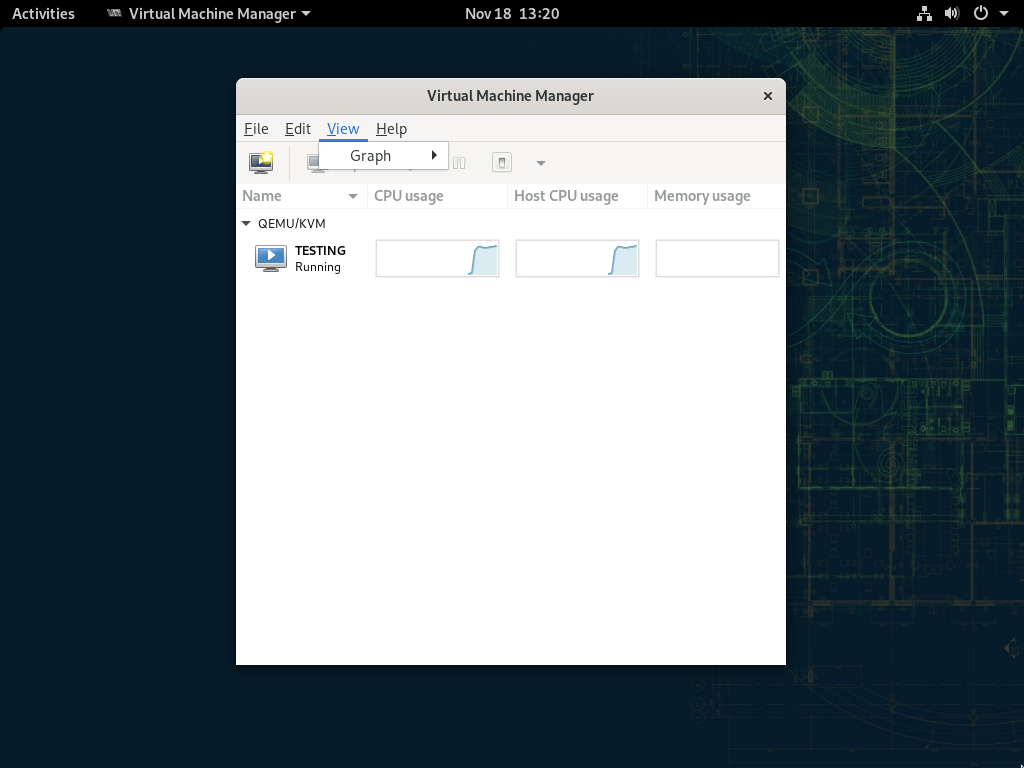 Activities Virtual Machine Manager Nov 18 13:20
Virtual Machine Manager
File Edit View Help
Graph
Name CPU usage Host CPU usage Memory usage
QEMU/KVM
TESTING
Running